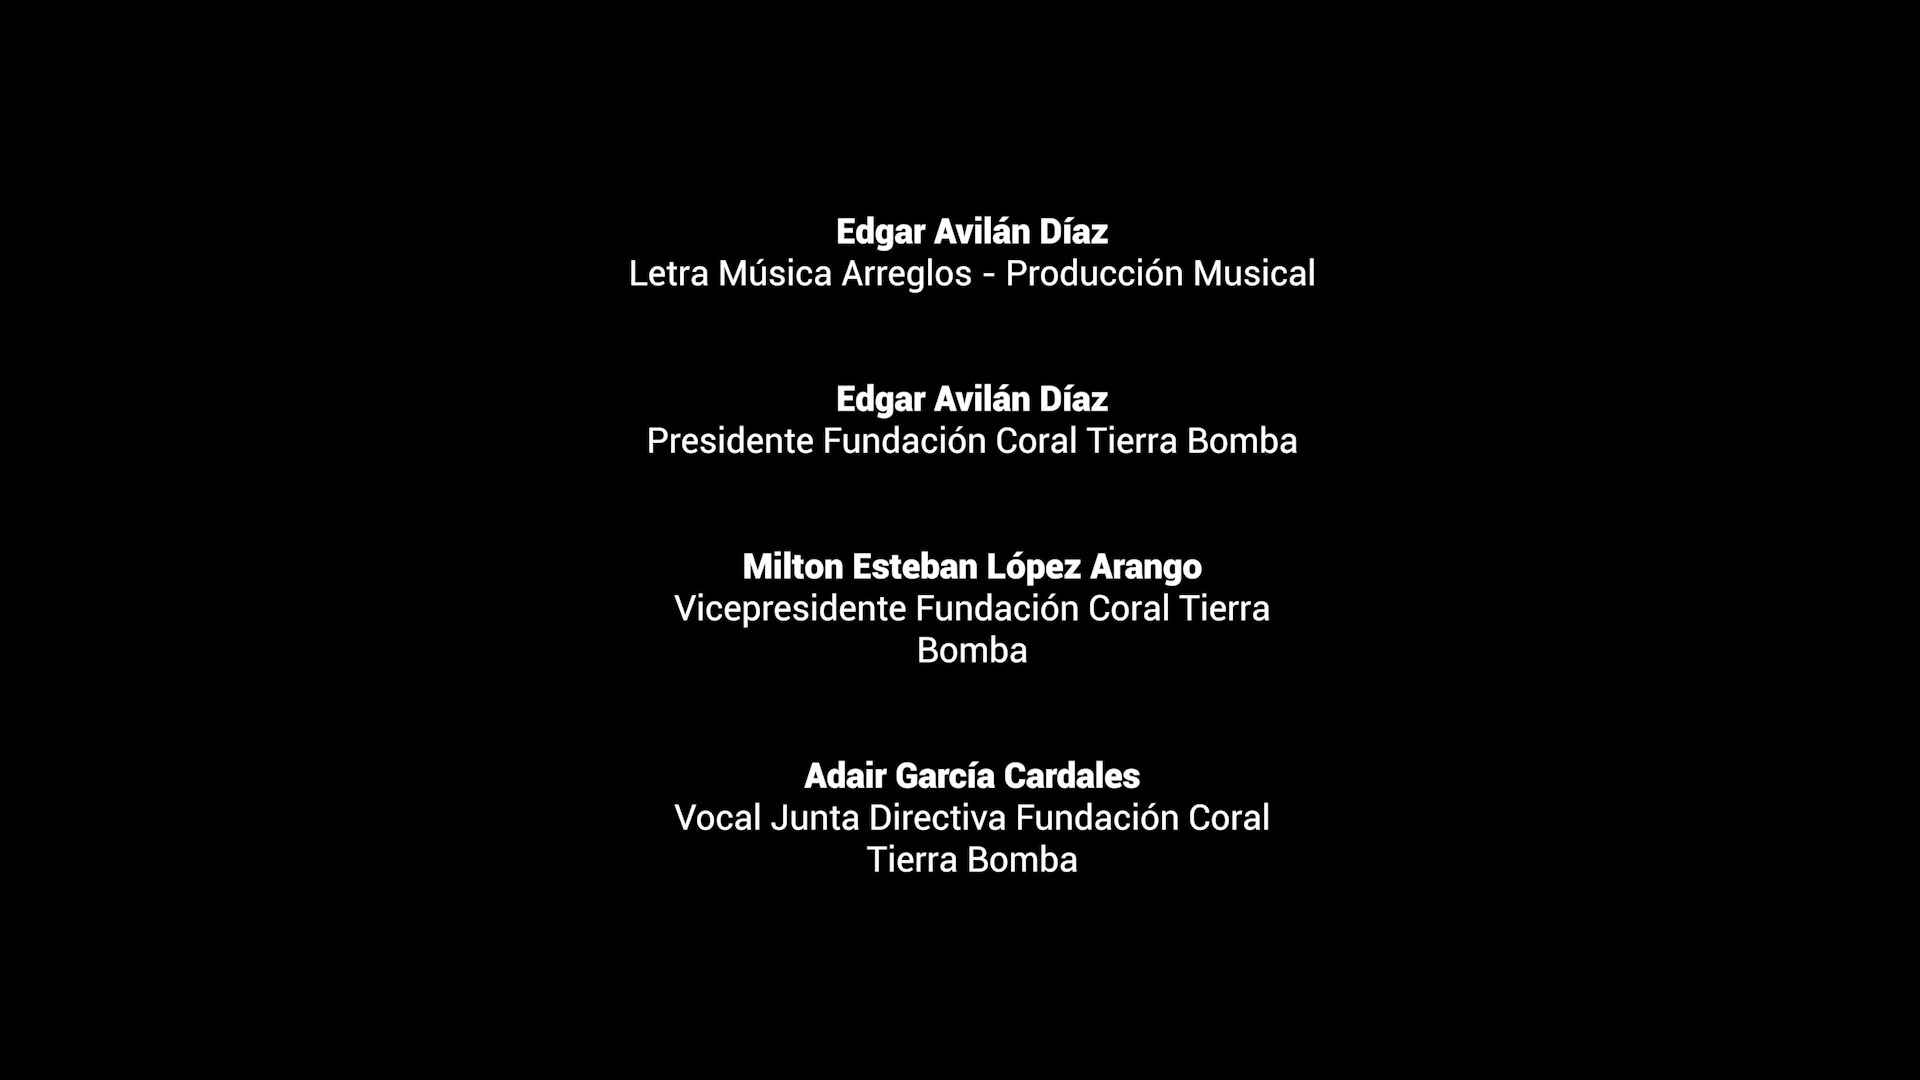 Edgar Avilán Díaz
Letra Música Arreglos - Producción Musical
Edgar Avilán Díaz
Presidente Fundación Coral Tierra Bomba
Milton Esteban López Arango
Vicepresidente Fundación Coral Tierra
Bomba
Adair García Cardales
Vocal Junta Directiva Fundación Coral
Tierra Bomba